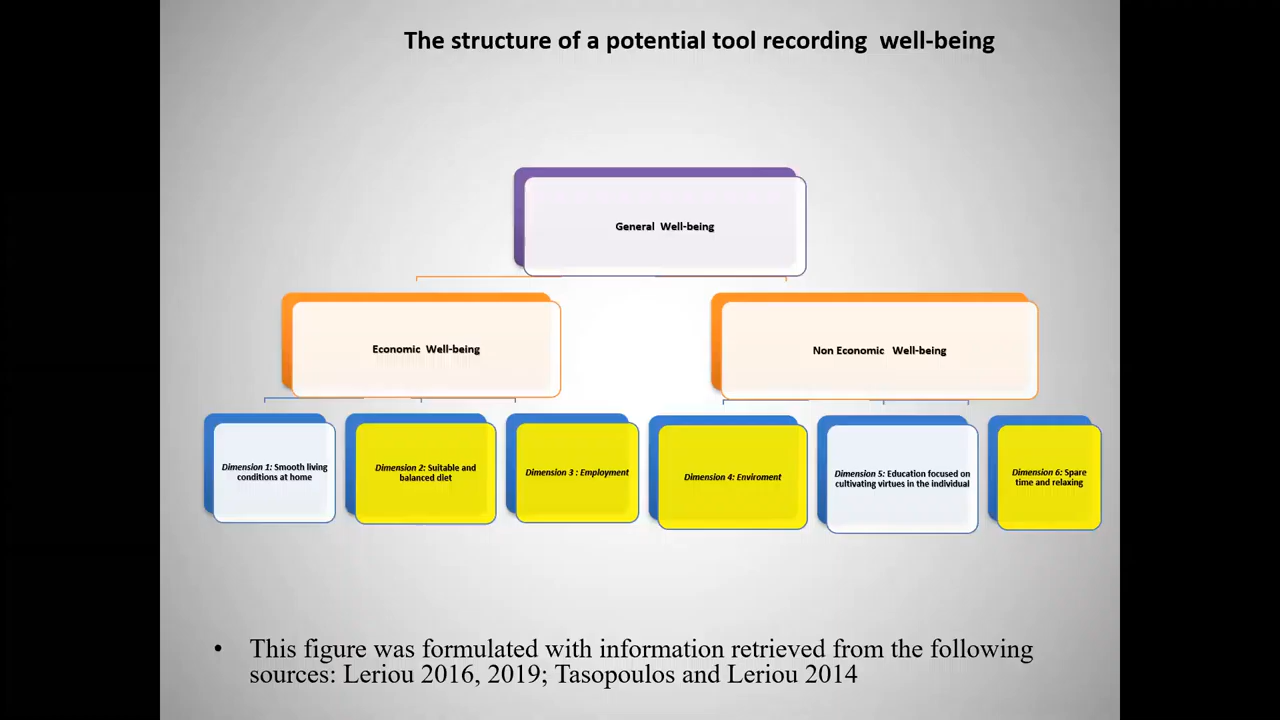 The structure of a potential tool recording well-being
General Well-being
Economic Well-being
Non Economic Well-being
Dimension 1: Smooth living
conditions at home
Dimension 2: Suitable and
balanced diet
Dimension 3 : Employment
Dimension 4: Enviroment
Dimension 5: Education focused on
cultivating virtues in the individual
Dimension 6: Spare
time and relaxing
• This figure was formulated with information retrieved from the following
sources: Leriou 2016, 2019; Tasopoulos and Leriou 2014